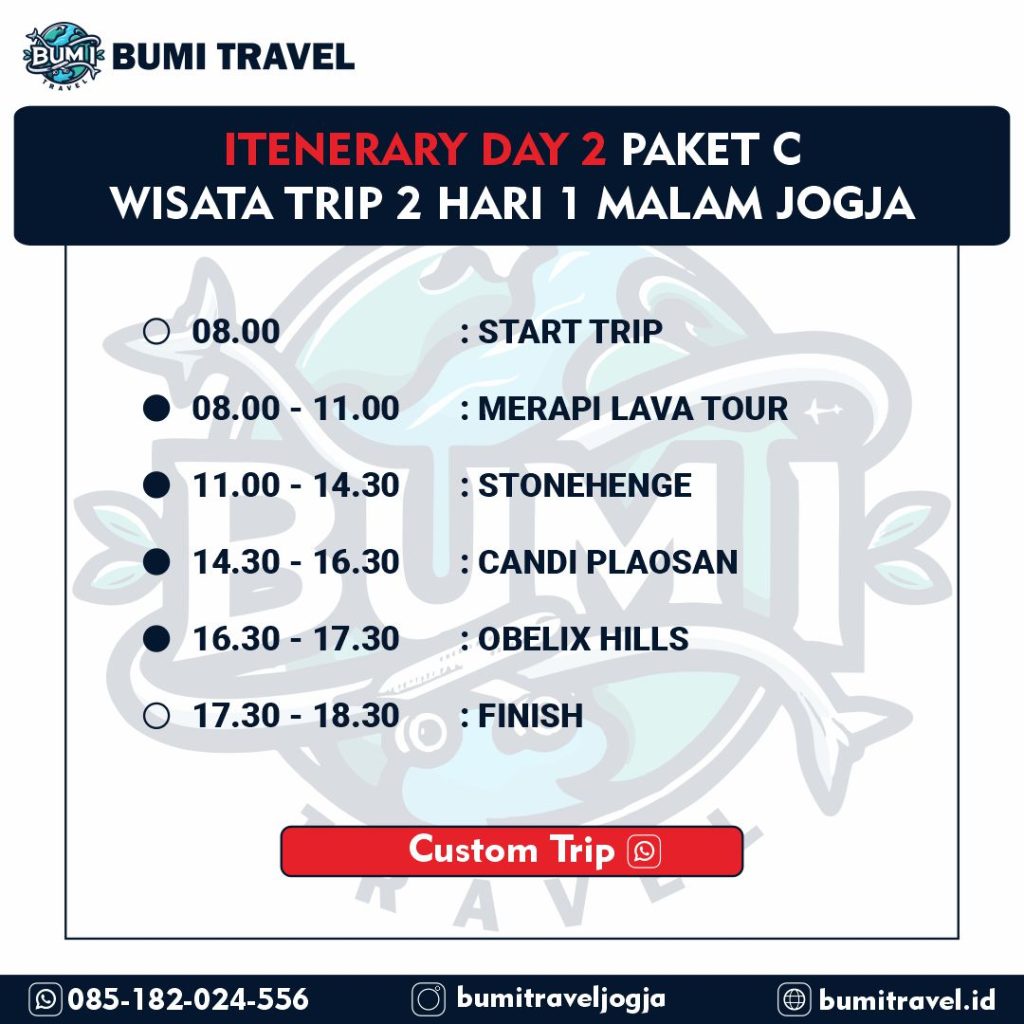 BUMI
TRAVEL
BUMI TRAVEL
ITENERARY DAY 2 PAKET C
WISATA TRIP 2 HARI 1 MALAM JOGJA
08.00 : START TRIP
08.00 - 11.00 : MERAPI LAVA TOUR
11.00 - 14.30 : STONEHENGE
14.30 - 16.30 : CANDI PLAOSAN
16.30 - 17.30 : OBELIX HILLS
17.30 - 18.30 : FINISH
BUMI
TRAVEL
Custom Trip
085-182-024-556 bumitraveljogja bumitravel.id